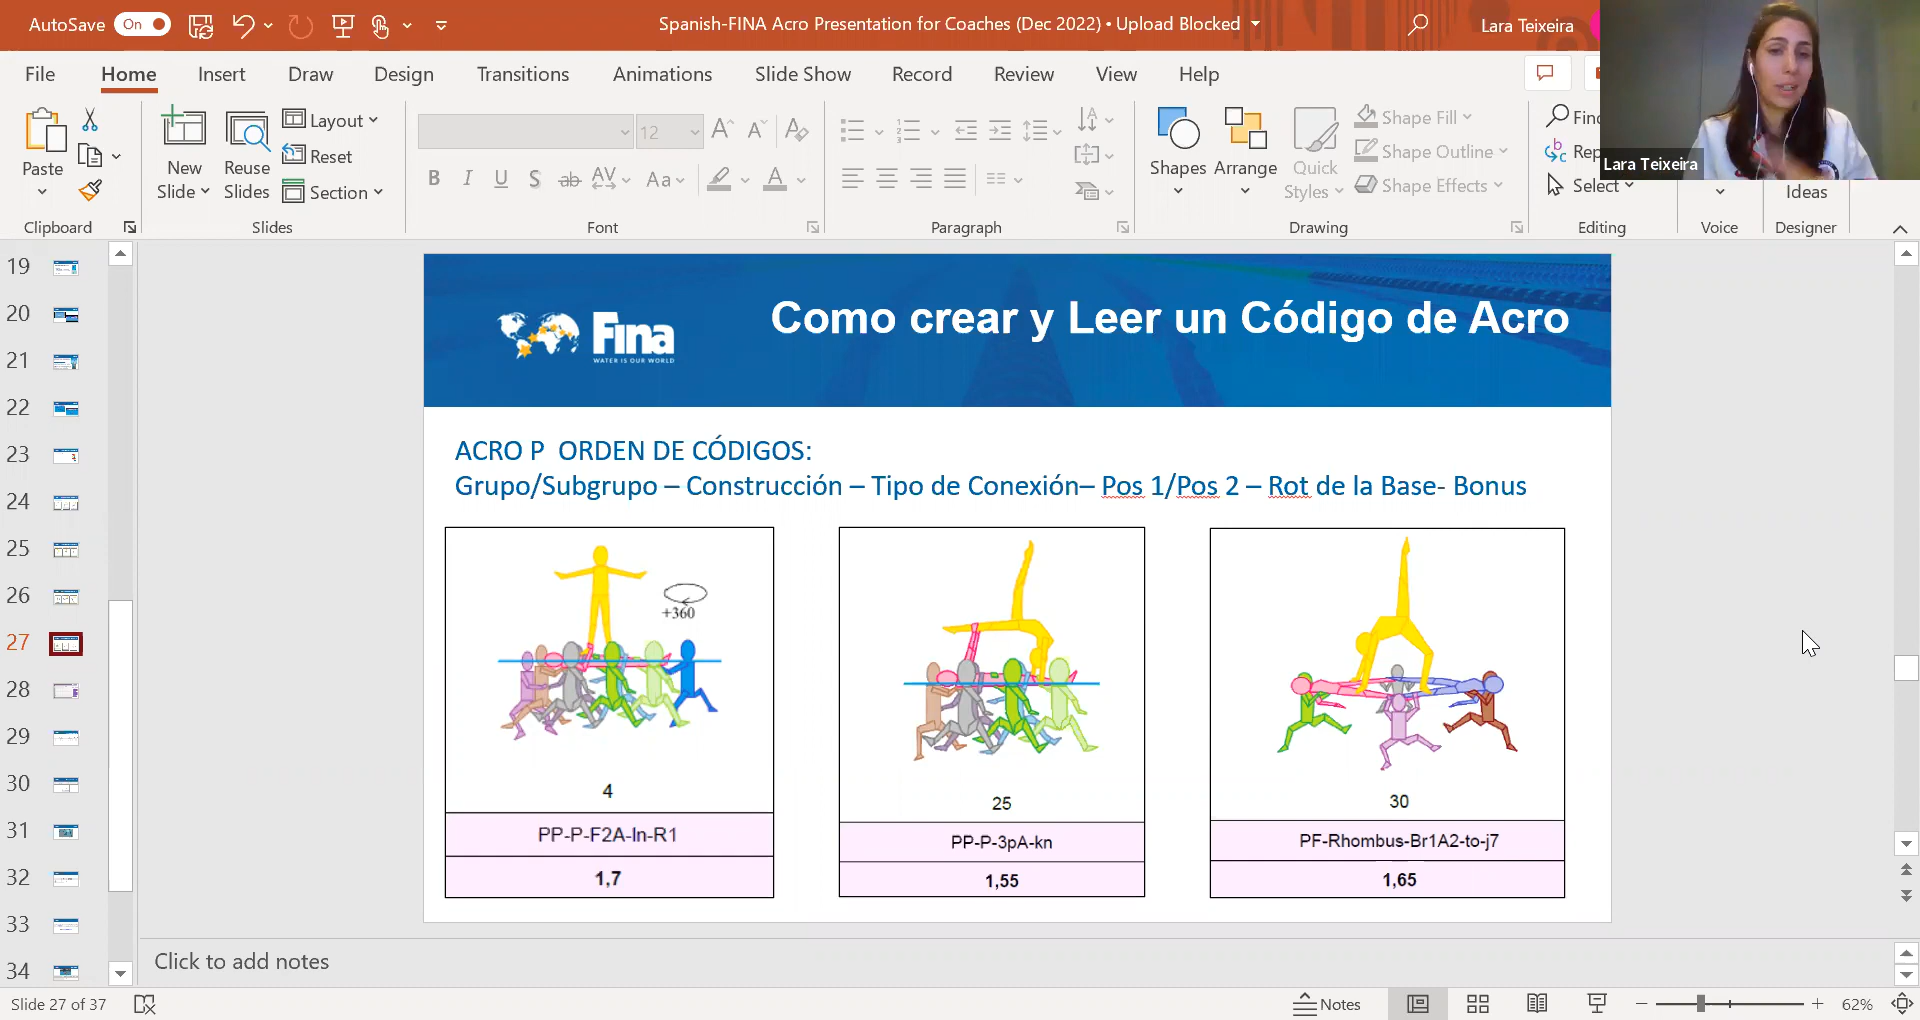 AutoSave On Spanish-FINA Acro Presentation for Coaches (Dec 2022) • Upload Blocked Lara Teixeira
File Home Insert Draw Design Transitions Animations Slide Show Record Review View Help
Paste
New Slide
Reuse Slides
Layout
Reset
Section
12
B I U S ab AV Aa A
Shapes Arrange Quick Styles
Shape Fill
Shape Outline
Shape Effects
Select
Lara Teixeira
Ideas
Clipboard Slides Font Paragraph Drawing Editing Voice Designer
19
20
21
22
23
24
25
26
27
28
29
30
31
32
33
34
Fina
WATER IS OUR WORLD
Como crear y Leer un Código de Acro
ACRO P ORDEN DE CÓDIGOS:
Grupo/Subgrupo – Construcción – Tipo de Conexión– Pos 1/Pos 2 – Rot de la Base- Bonus
+360
4
PP-P-F2A-ln-R1
1,7
25
PP-P-3pA-kn
1,55
30
PF-Rhombus-Br1A2-to-j7
1,65
Click to add notes
Slide 27 of 37 Notes 62%